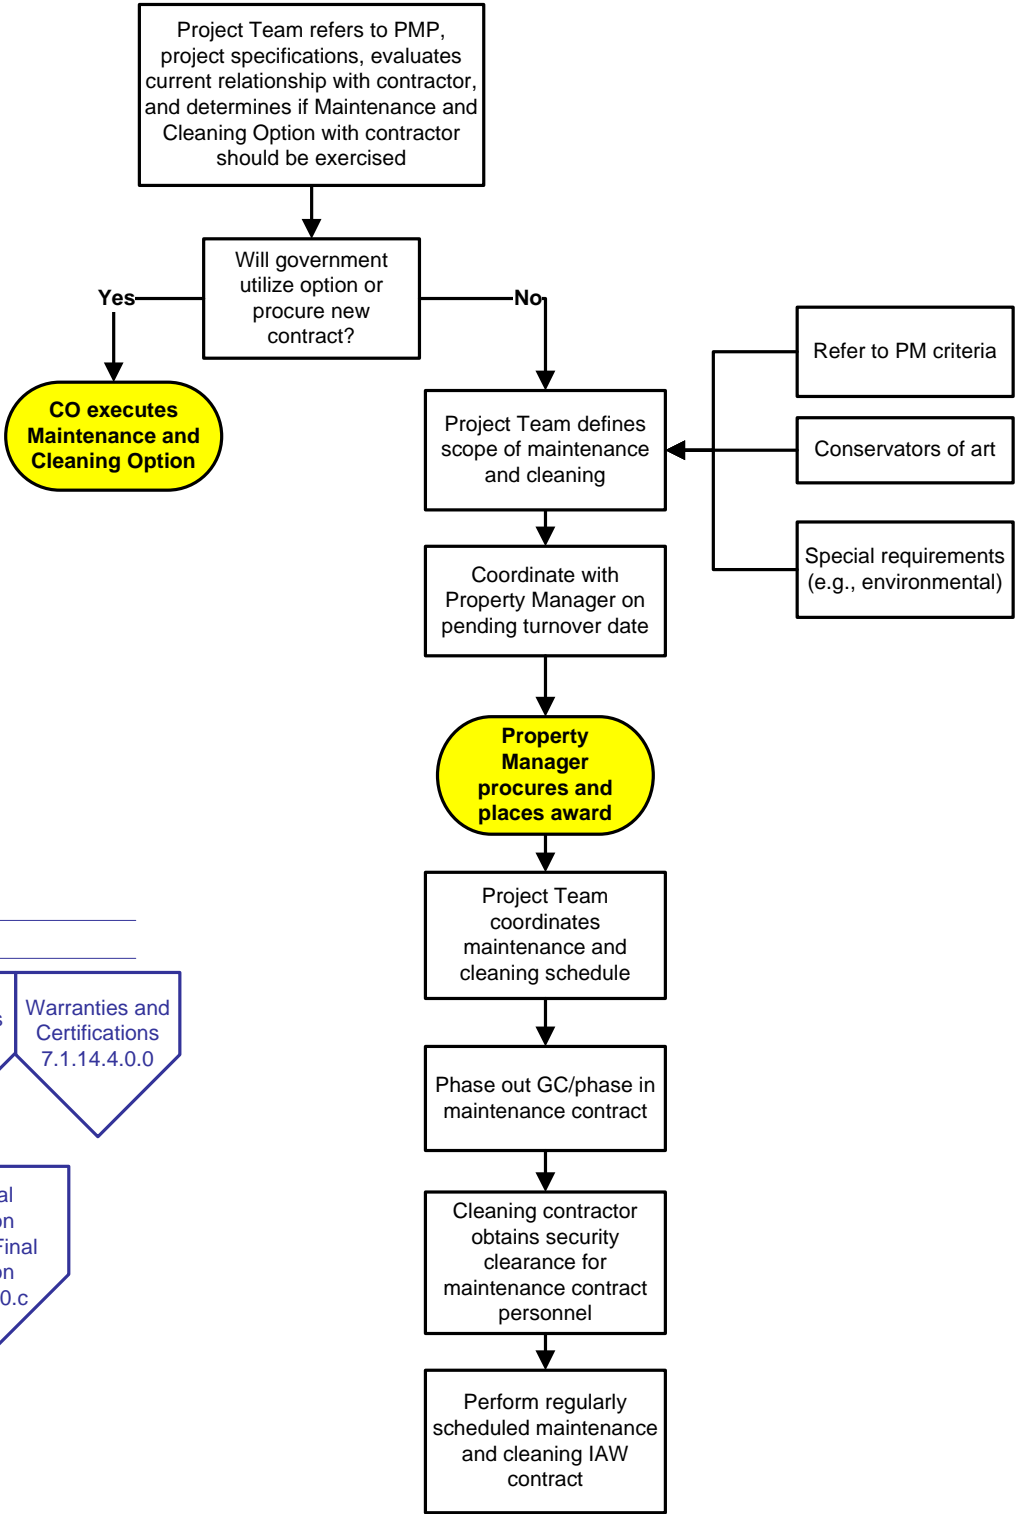 Project Team refers to PMP,
project specifications, evaluates
current relationship with contractor,
and determines if Maintenance and
Cleaning Option with contractor
should be exercised
Will government
utilize option or
procure new
contract?
Yes
No
CO executes
Maintenance and
Cleaning Option
Project Team defines
scope of maintenance
and cleaning
Refer to PM criteria
Conservators of art
Special requirements
(e.g., environmental)
Coordinate with
Property Manager on
pending turnover date
Property
Manager
procures and
places award
Project Team
coordinates
maintenance and
cleaning schedule
Warranties and
Certifications
7.1.14.4.0.0
Phase out GC/phase in
maintenance contract
Final
0.c
Cleaning contractor
obtains security
clearance for
maintenance contract
personnel
Perform regularly
scheduled maintenance
and cleaning IAW
contract